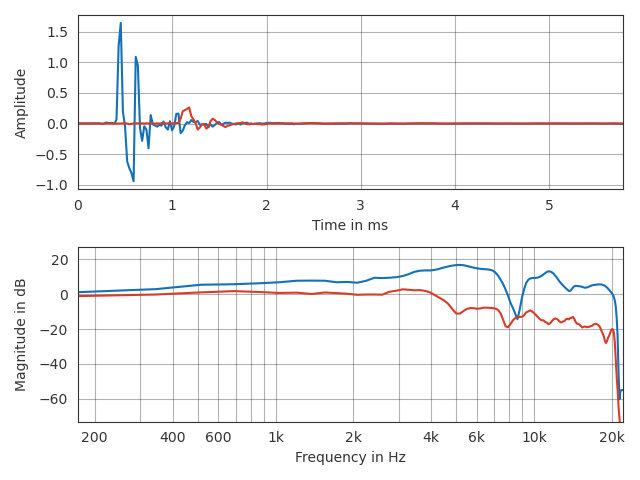 1.5
1.0
0.5
0.0
−0.5
−1.0
Amplitude
0 1 2 3 4 5
Time in ms
20
0
−20
−40
−60
Magnitude in dB
200 400 600 1k 2k 4k 6k 10k 20k
Frequency in Hz